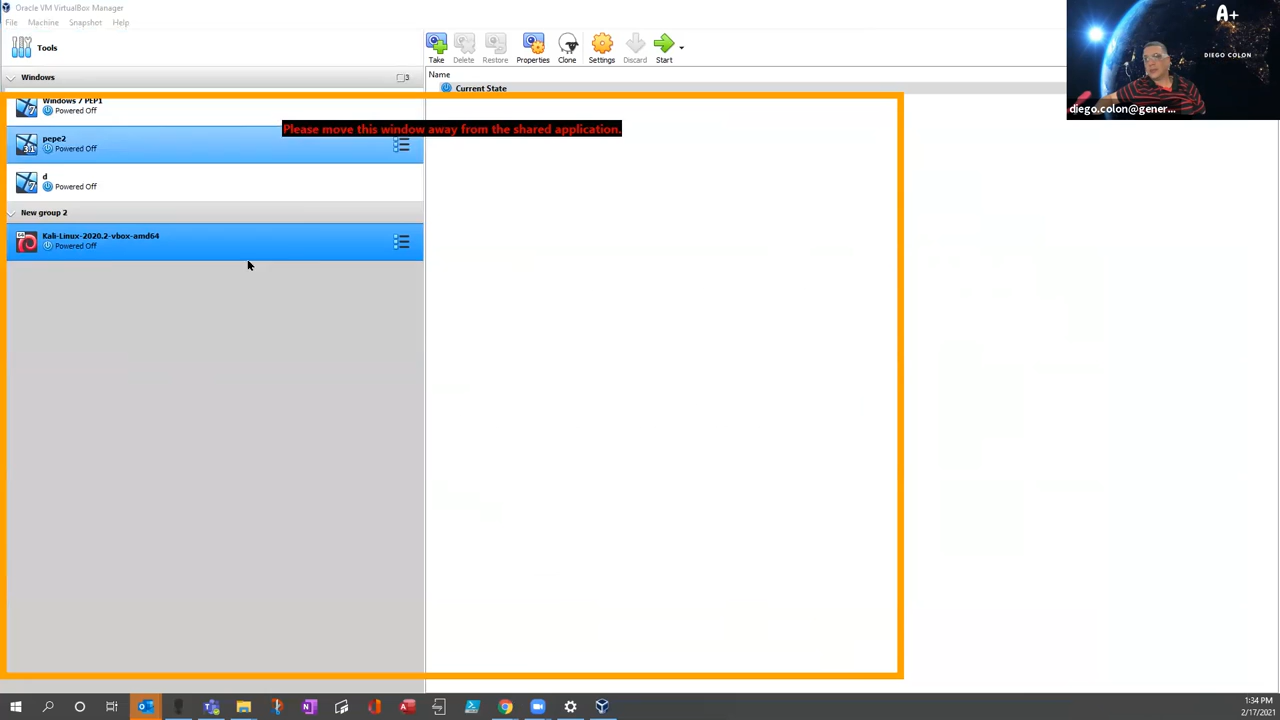 Oracle VM VirtualBox Manager
File Machine Snapshot Help
Tools
Take Delete Restore Properties Clone Settings Discard Start
Windows
3
Name
Current State
Windows 7 PEP1
Powered Off
Please move this window away from the shared application.
pepe2
Powered Off
d
Powered Off
New group 2
Kali-Linux-2020.2-vbox-amd64
Powered Off
A+
DIEGO COLON
diego.colon@gener...
1:34 PM
2/17/2021